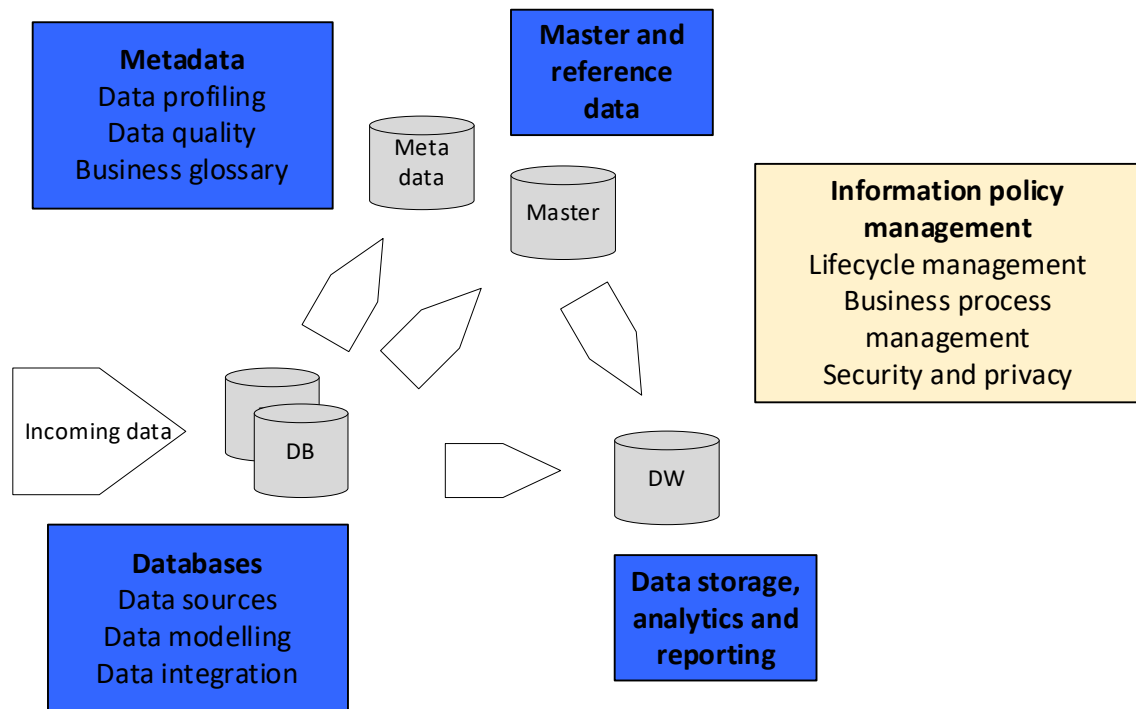 Metadata
Data profiling
Data quality
Business glossary
Master and
reference
data
Meta
data
Master
Information policy
management
Lifecycle management
Business process
management
Security and privacy
Incoming data
DB
DW
Databases
Data sources
Data modelling
Data integration
Data storage,
analytics and
reporting